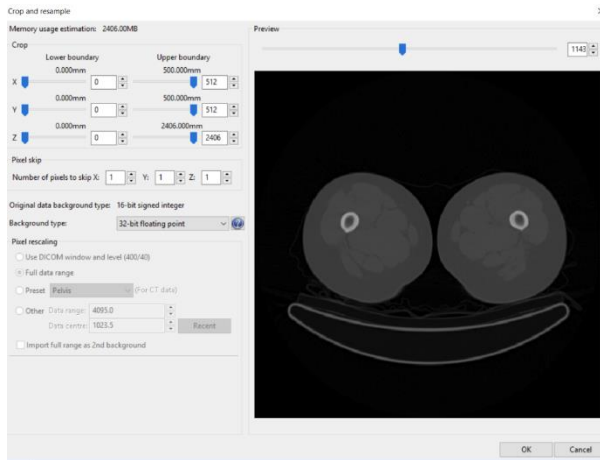 Crop and resample
Memory usage estimation: 2406.00MB
Crop
Lower boundary Upper boundary
0.000mm 500.000mm
X 0 512
0.000mm 500.000mm
Y 0 512
0.000mm 2406.000mm
Z 0 2406
Pixel skip
Number of pixels to skip X: 1 Y: 1 Z: 1
Original data background type: 16-bit signed integer
Background type: 32-bit floating point
Pixel rescaling
Use DICOM window and level (400/40)
Full data range
Preset Pelvis (For CT data)
Other Data range: 4095.0
Data centre: 1023.5 Recent
Import full range as 2nd background
Preview
1143
OK Cancel